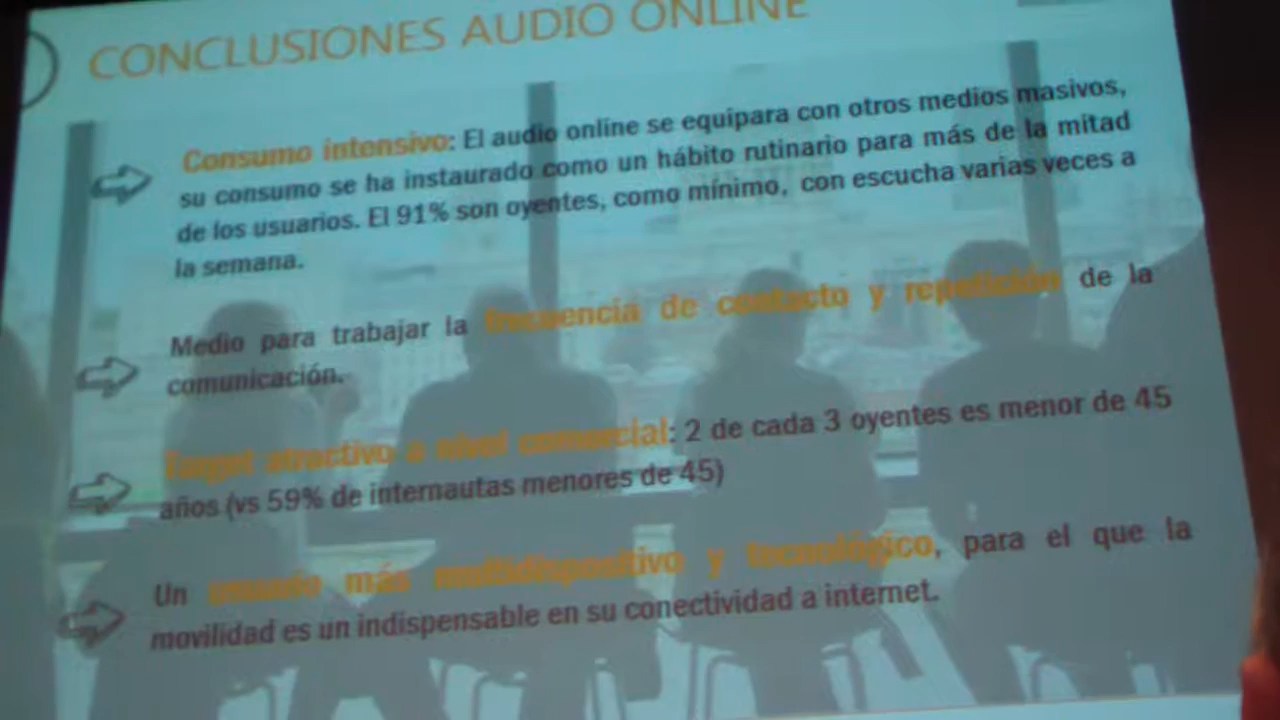 CONCLUSIONES AUDIO ONLINE
Consumo intensivo: El audio online se equipara con otros medios masivos,
su consumo se ha instaurado como un hábito rutinario para más de la mitad
de los usuarios. El 91% son oyentes, como mínimo, con escucha varias veces a
la semana.
Medio para trabajar la frecuencia de contacto y repetición de la
comunicación.
Target atractivo a nivel comercial: 2 de cada 3 oyentes es menor de 45
años (vs 59% de internautas menores de 45)
Un usuario más multidispositivo y tecnológico, para el que la
movilidad es un indispensable en su conectividad a internet.